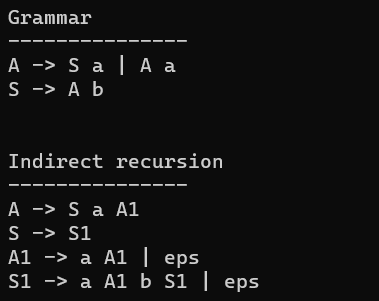 Grammar
---------------
A -> S a | A a
S -> A b
Indirect recursion
---------------
A -> S a A1
S -> S1
A1 -> a A1 | eps
S1 -> a A1 b S1 | eps